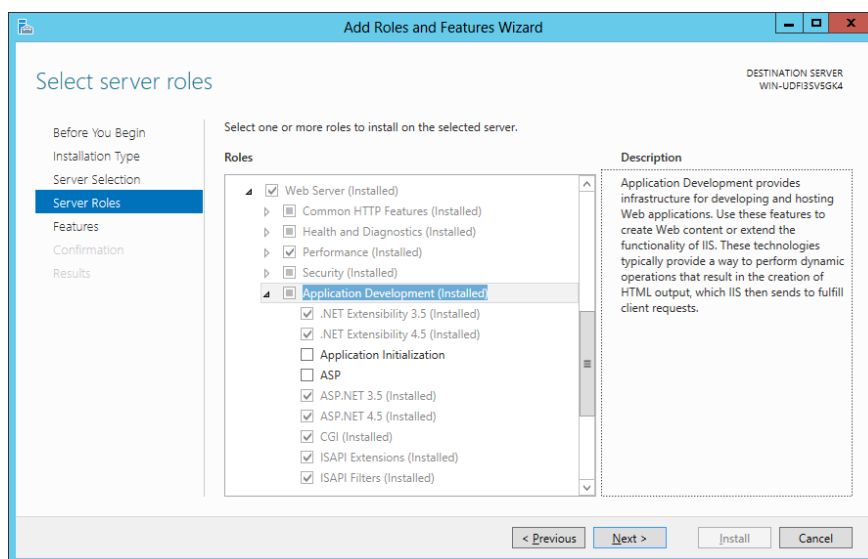 Add Roles and Features Wizard
Select server roles
DESTINATION SERVER
WIN-UDFI3SV5GK4
Before You Begin
Installation Type
Server Selection
Server Roles
Features
Confirmation
Results
Select one or more roles to install on the selected server.
Roles
Web Server (Installed)
Common HTTP Features (Installed)
Health and Diagnostics (Installed)
Performance (Installed)
Security (Installed)
Application Development (Installed)
.NET Extensibility 3.5 (Installed)
.NET Extensibility 4.5 (Installed)
Application Initialization
ASP
ASP.NET 3.5 (Installed)
ASP.NET 4.5 (Installed)
CGI (Installed)
ISAPI Extensions (Installed)
ISAPI Filters (Installed)
Description
Application Development provides
infrastructure for developing and hosting
Web applications. Use these features to
create Web content or extend the
functionality of IIS. These technologies
typically provide a way to perform dynamic
operations that result in the creation of
HTML output, which IIS then sends to fulfill
client requests.
< Previous
Next >
Install
Cancel